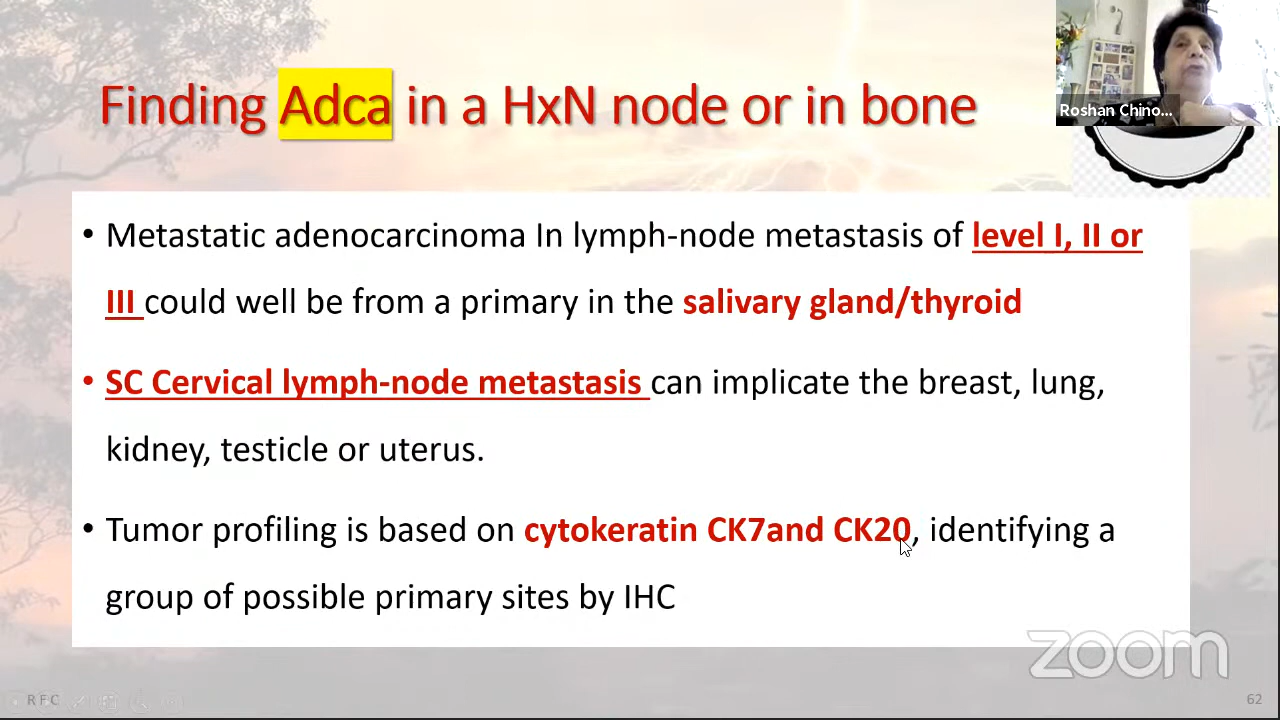 Finding Adca in a HxN node or in bone
Roshan Chino...
• Metastatic adenocarcinoma In lymph-node metastasis of level I, II or
III could well be from a primary in the salivary gland/thyroid
• SC Cervical lymph-node metastasis can implicate the breast, lung,
kidney, testicle or uterus.
• Tumor profiling is based on cytokeratin CK7and CK20, identifying a
group of possible primary sites by IHC
zoom
RFC
62